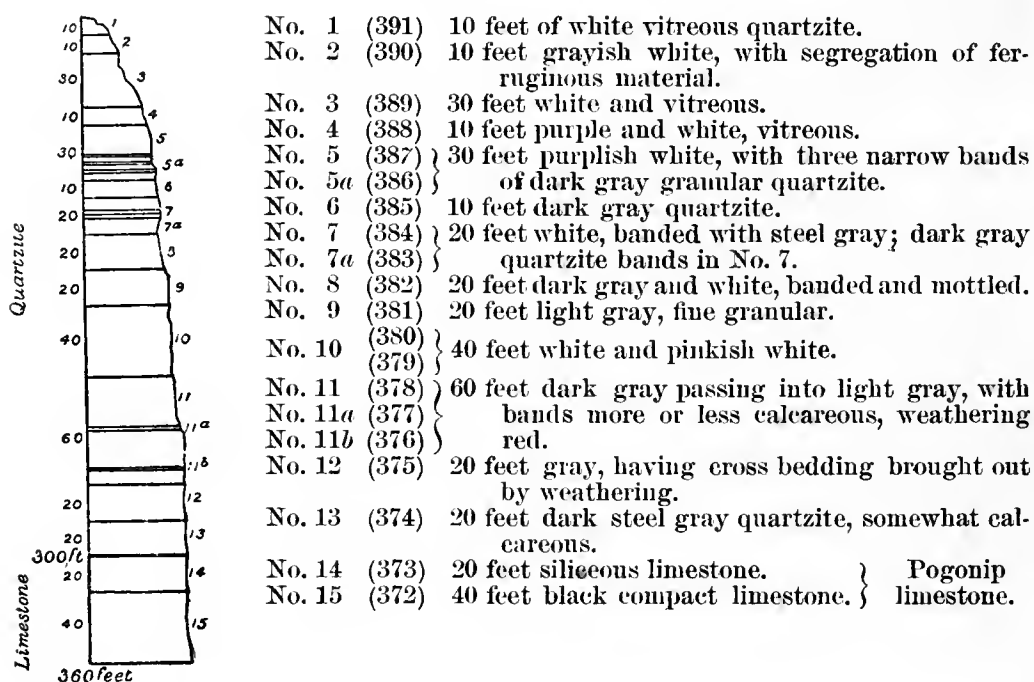 No. 1 (391) 10 feet of white vitreous quartzite.
No. 2 (390) 10 feet grayish white, with segregation of fer-
ruginous material.
No. 3 (389) 30 feet white and vitreous.
No. 4 (388) 10 feet purple and white, vitreous.
No. 5 (387) } 30 feet purplish white, with three narrow bands
No. 5a (386) } of dark gray granular quartzite.
No. 6 (385) 10 feet dark gray quartzite.
No. 7 (384) } 20 feet white, banded with steel gray; dark gray
No. 7a (383) } quartzite bands in No. 7.
No. 8 (382) 20 feet dark gray and white, banded and mottled.
No. 9 (381) 20 feet light gray, fine granular.
No. 10 (380) (379) } 40 feet white and pinkish white.
No. 11 (378) } 60 feet dark gray passing into light gray, with
No. 11a (377) } bands more or less calcareous, weathering
No. 11b (376) } red.
No. 12 (375) 20 feet gray, having cross bedding brought out
by weathering.
No. 13 (374) 20 feet dark steel gray quartzite, somewhat cal-
careous.
No. 14 (373) 20 feet siliceous limestone. } Pogonip
No. 15 (372) 40 feet black compact limestone. } limestone.
Quartzite
Limestone
10 1
10 2
30 3
10 4
5
30 5a
10 6
20 7
7a
20 8
20 9
40 10
11
60 11a
11b
20 12
20 13
300ft
20 14
40 15
360 feet